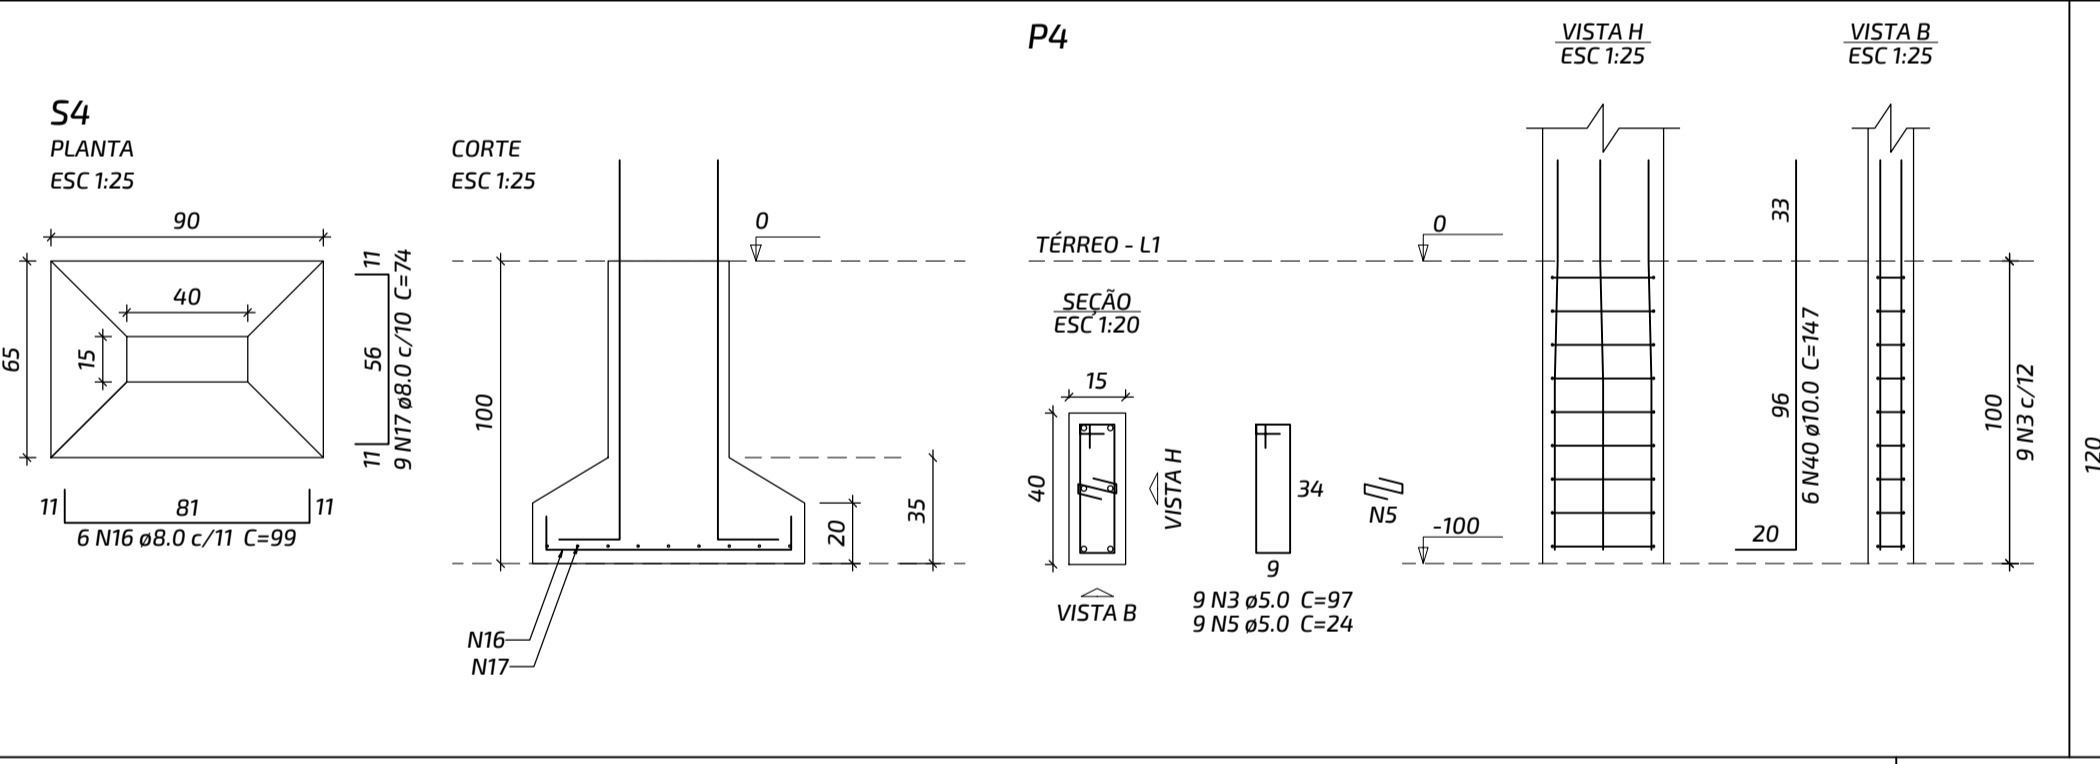 S4
PLANTA
ESC 1:25
90
40
15
65
11
56
11
9 N17 ø8.0 c/10 C=74
11
81
11
6 N16 ø8.0 c/11 C=99
CORTE
ESC 1:25
0
100
35
20
N16
N17
P4
TÉRREO - L1
SEÇÃO
ESC 1:20
15
40
VISTA H
VISTA B
34
9
N5
9 N3 ø5.0 C=97
9 N5 ø5.0 C=24
VISTA H
ESC 1:25
0
-100
33
96
20
6 N40 ø10.0 C=147
VISTA B
ESC 1:25
100
9 N3 c/12
120